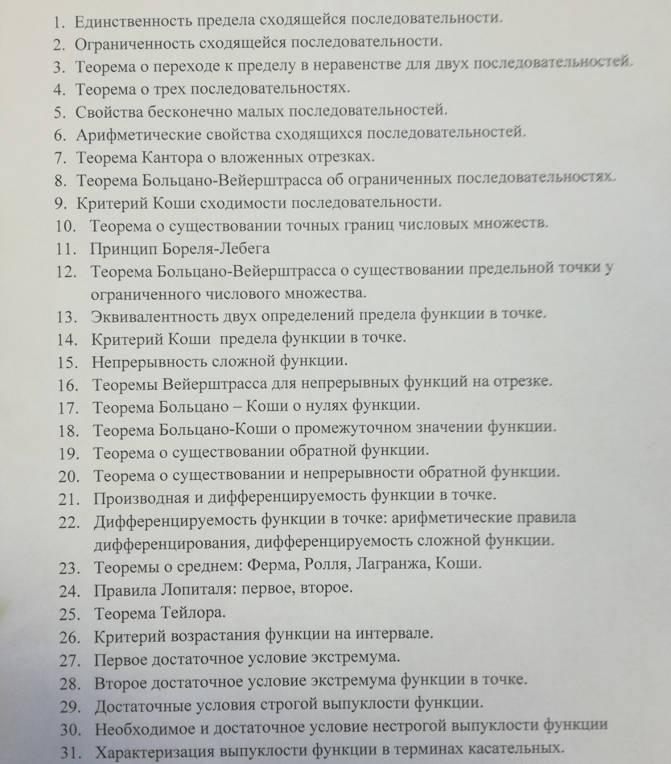 1. Единственность предела сходящейся последовательности.
2. Ограниченность сходящейся последовательности.
3. Теорема о переходе к пределу в неравенстве для двух последовательностей.
4. Теорема о трех последовательностях.
5. Свойства бесконечно малых последовательностей.
6. Арифметические свойства сходящихся последовательностей.
7. Теорема Кантора о вложенных отрезках.
8. Теорема Больцано-Вейерштрасса об ограниченных последовательностях.
9. Критерий Коши сходимости последовательности.
10. Теорема о существовании точных границ числовых множеств.
11. Принцип Бореля-Лебега
12. Теорема Больцано-Вейерштрасса о существовании предельной точки у
ограниченного числового множества.
13. Эквивалентность двух определений предела функции в точке.
14. Критерий Коши предела функции в точке.
15. Непрерывность сложной функции.
16. Теоремы Вейерштрасса для непрерывных функций на отрезке.
17. Теорема Больцано – Коши о нулях функции.
18. Теорема Больцано-Коши о промежуточном значении функции.
19. Теорема о существовании обратной функции.
20. Теорема о существовании и непрерывности обратной функции.
21. Производная и дифференцируемость функции в точке.
22. Дифференцируемость функции в точке: арифметические правила
дифференцирования, дифференцируемость сложной функции.
23. Теоремы о среднем: Ферма, Ролля, Лагранжа, Коши.
24. Правила Лопиталя: первое, второе.
25. Теорема Тейлора.
26. Критерий возрастания функции на интервале.
27. Первое достаточное условие экстремума.
28. Второе достаточное условие экстремума функции в точке.
29. Достаточные условия строгой выпуклости функции.
30. Необходимое и достаточное условие нестрогой выпуклости функции
31. Характеризация выпуклости функции в терминах касательных.